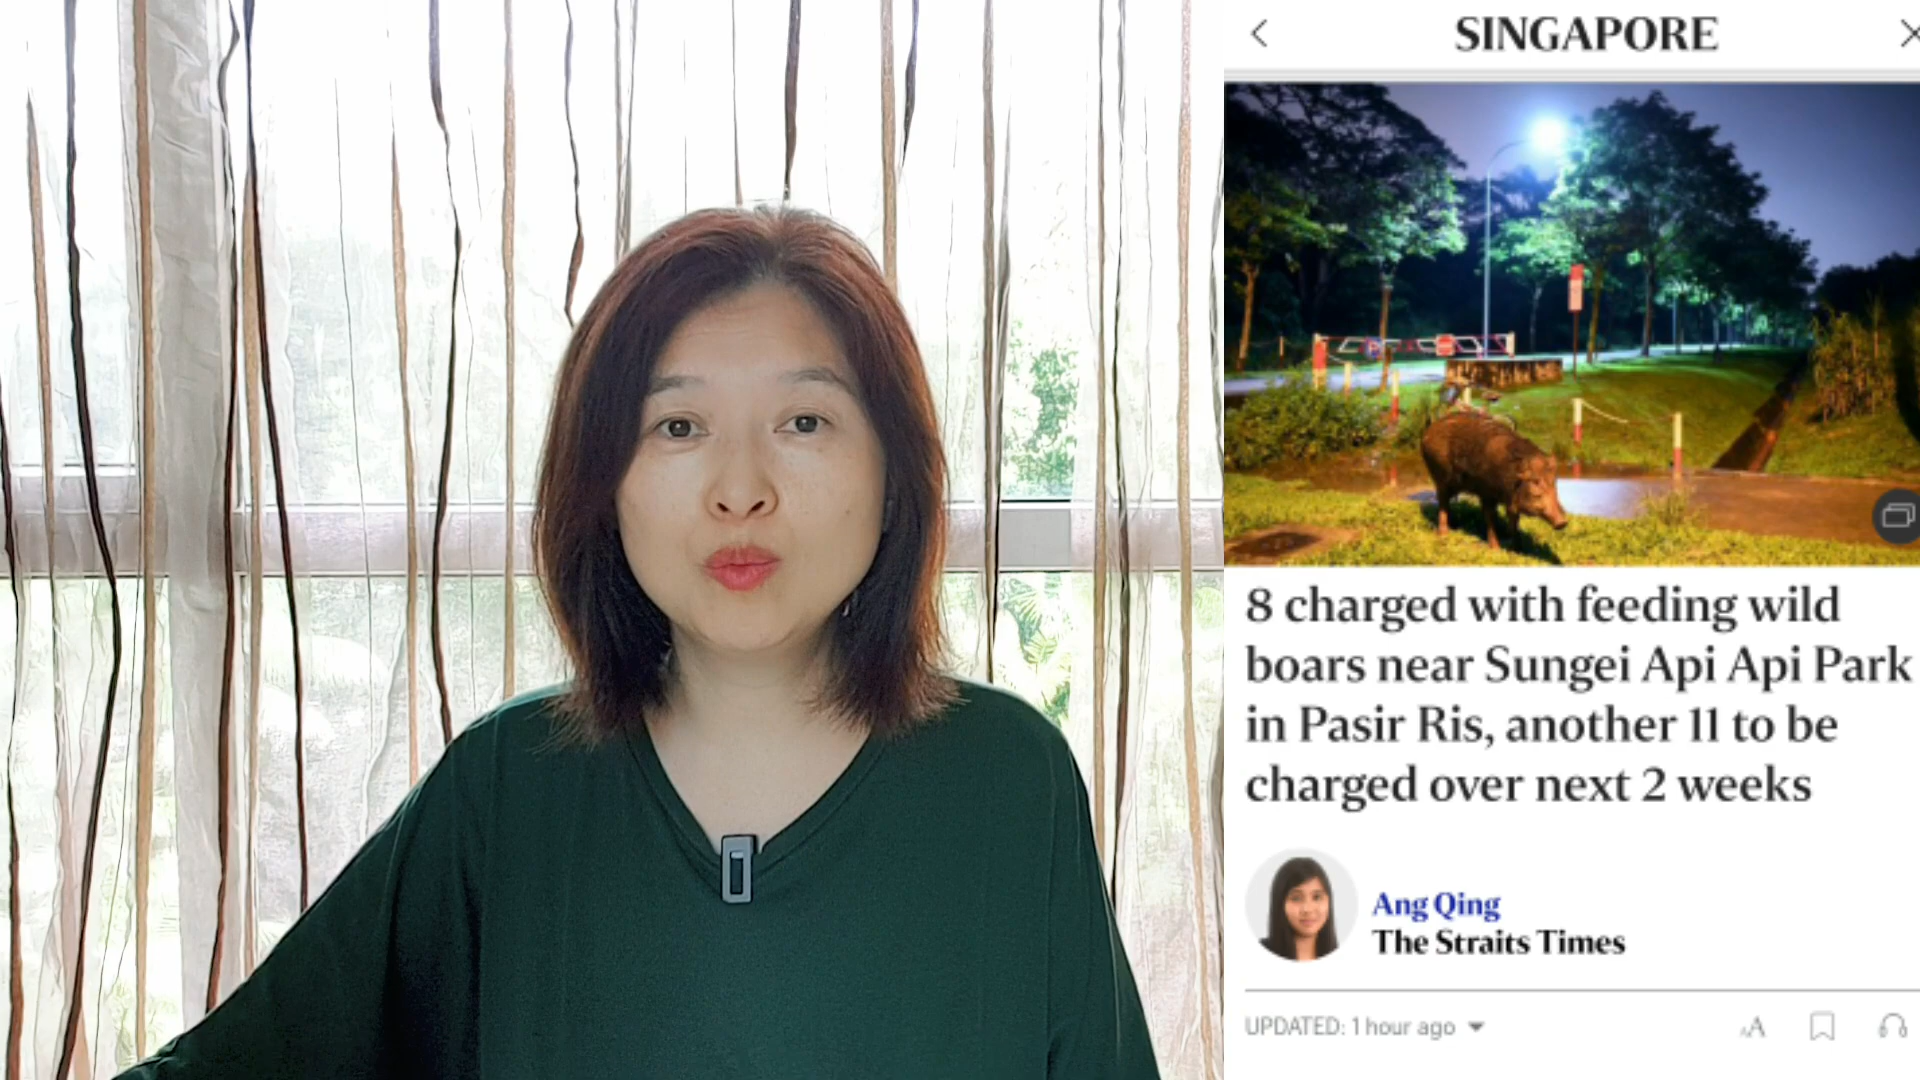 SINGAPORE
8 charged with feeding wild
boars near Sungei Api Api Park
in Pasir Ris, another 11 to be
charged over next 2 weeks
Ang Qing
The Straits Times
UPDATED: 1 hour ago
AA